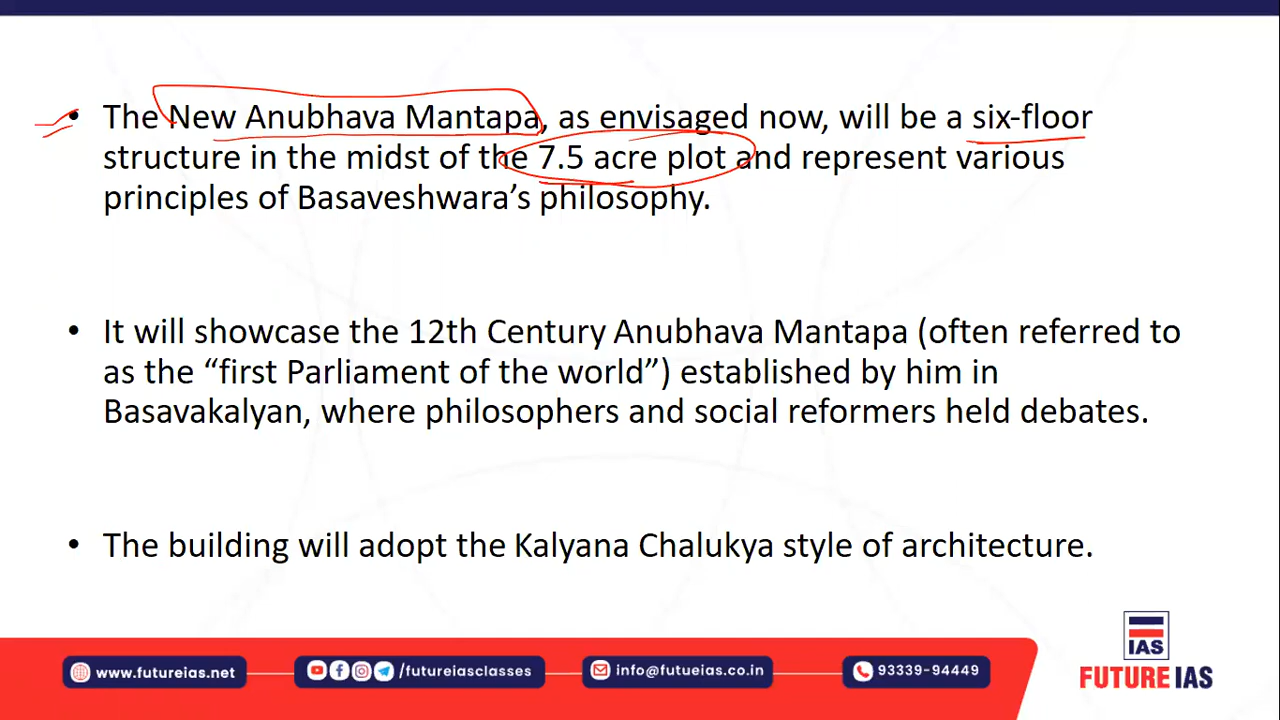 • The New Anubhava Mantapa, as envisaged now, will be a six-floor
structure in the midst of the 7.5 acre plot and represent various
principles of Basaveshwara’s philosophy.
• It will showcase the 12th Century Anubhava Mantapa (often referred to
as the “first Parliament of the world”) established by him in
Basavakalyan, where philosophers and social reformers held debates.
• The building will adopt the Kalyana Chalukya style of architecture.
www.futureias.net
/futureiasclasses
info@futueias.co.in
93339-94449
IAS
FUTURE IAS